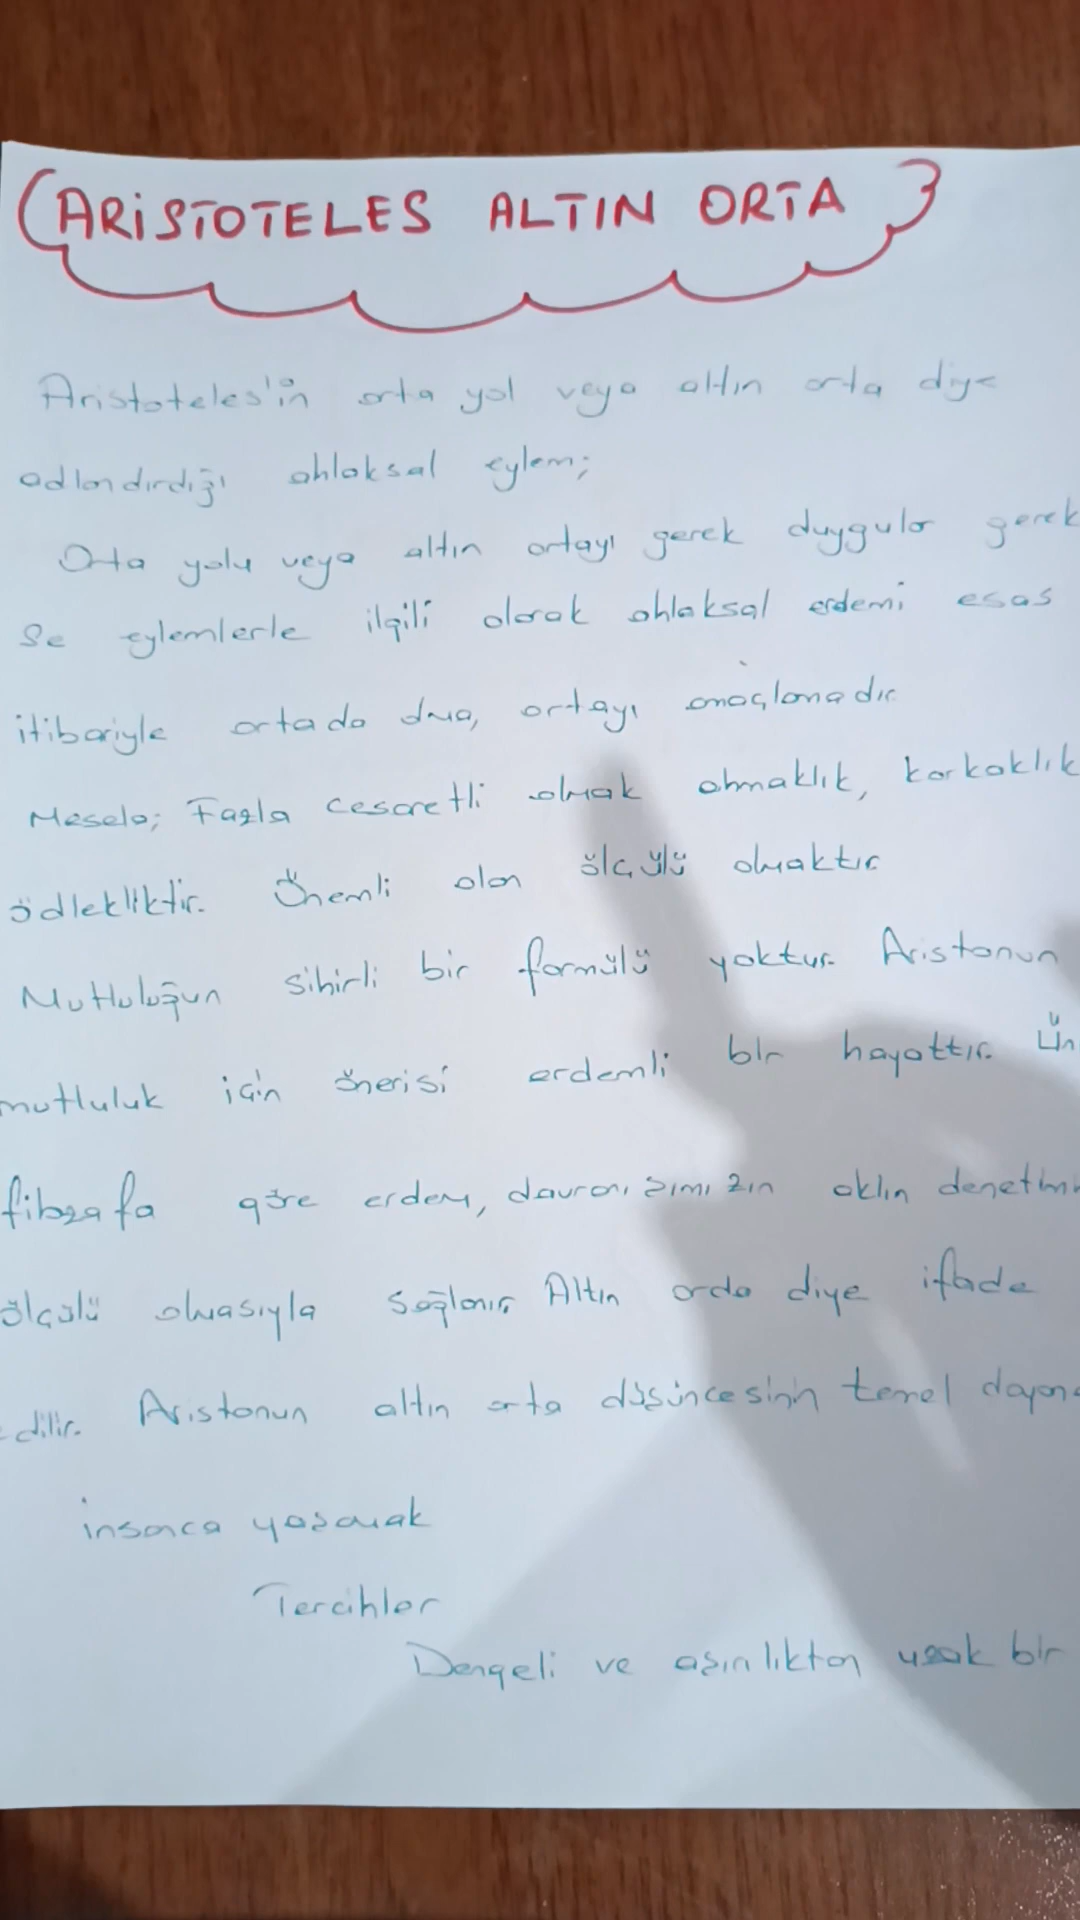 ARİSTOTELES ALTIN ORTA
Aristoteles'in orta yol veya altın orta diye
adlandırdığı ahlaksal eylem;
Orta yolu veya altın ortayı gerek duygular gerek
se eylemlerle ilgili olarak ahlaksal erdemi esas
itibariyle ortada olma, ortayı amaçlamadır
Mesela; Fazla cesaretli olmak ahmaklık, korkaklık
ödlekliktir. Önemli olan ölçülü olmaktır
Mutluluğun sihirli bir formülü yoktur. Aristonun
mutluluk için önerisi erdemli bir hayattır. Ün
filozafa göre erdem, davranışımızın aklın denetimi
ölçülü olmasıyla sağlanır. Altın orda diye ifade
edilir. Aristonun altın orta düşüncesinin temel dayana
insanca yaşamak
Tercihler
Dengeli ve aşırılıktan uzak bir